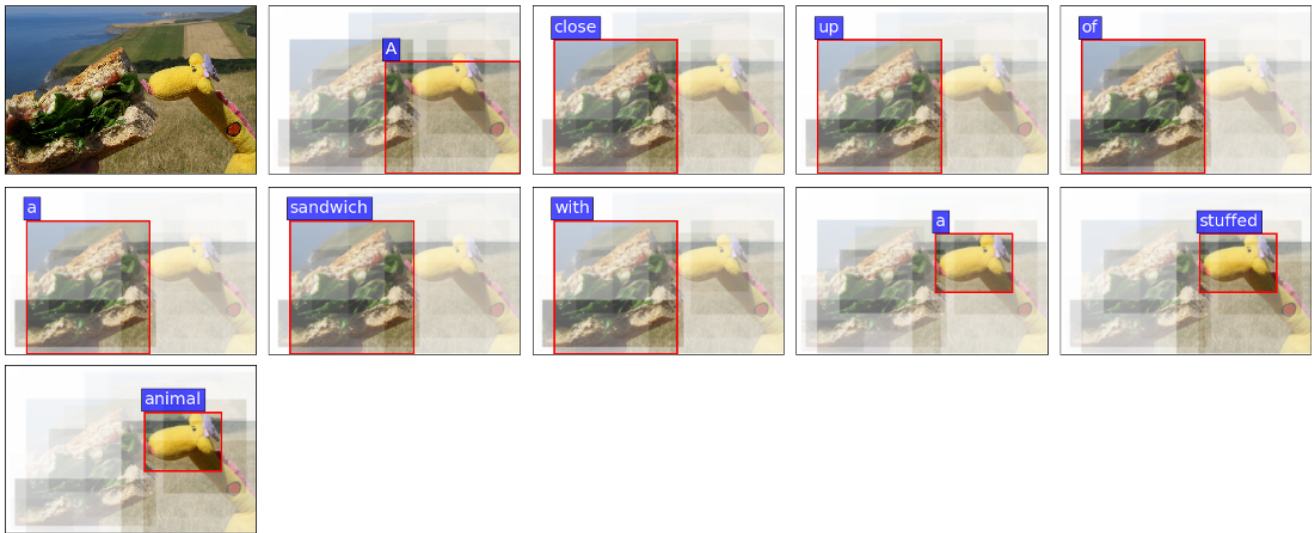 A
close
up
of
a
sandwich
with
a
stuffed
animal